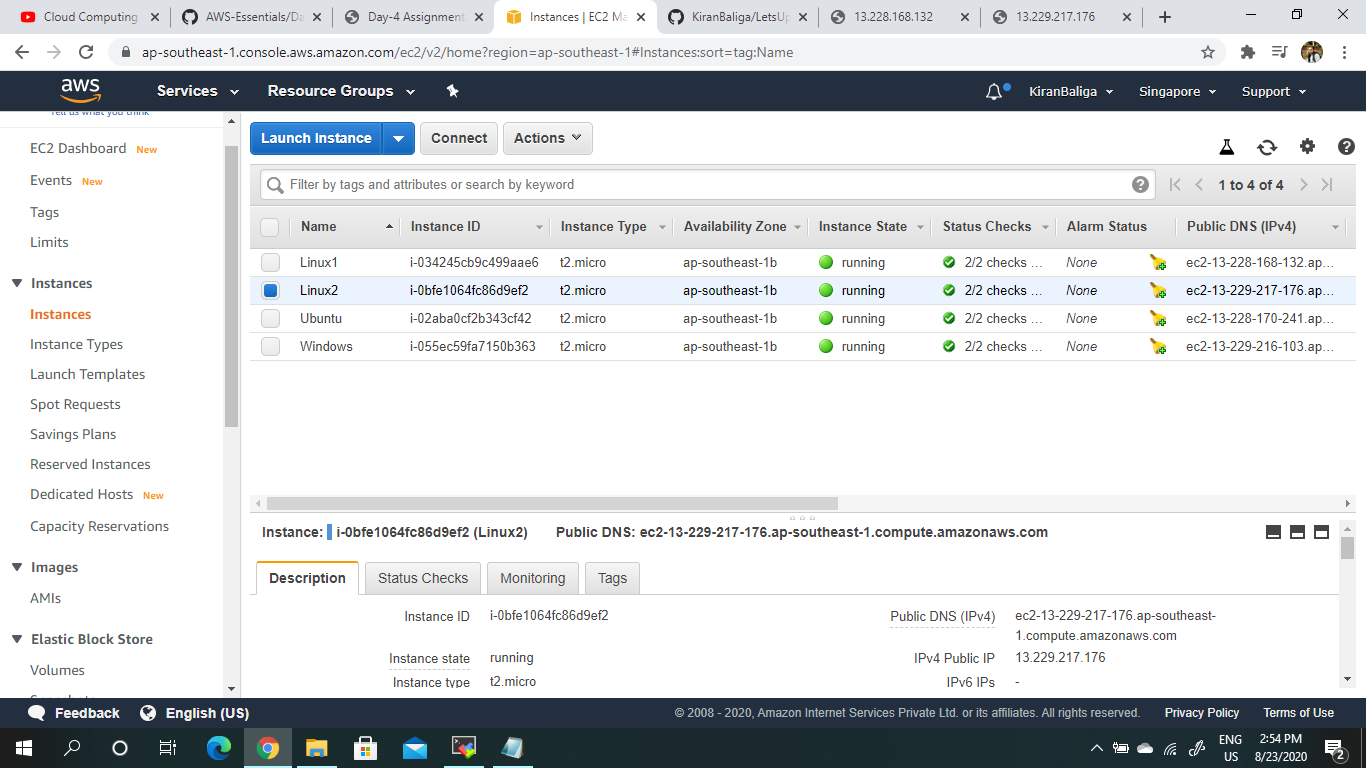 Cloud Computing
AWS-Essentials/Da
Day-4 Assignment
Instances | EC2 Ma
KiranBaliga/LetsUp
13.228.168.132
13.229.217.176
ap-southeast-1.console.aws.amazon.com/ec2/v2/home?region=ap-southeast-1#Instances:sort=tag:Name
aws
Services
Resource Groups
KiranBaliga
Singapore
Support
Tell us what you think
EC2 Dashboard New
Events New
Tags
Limits
Instances
Instances
Instance Types
Launch Templates
Spot Requests
Savings Plans
Reserved Instances
Dedicated Hosts New
Capacity Reservations
Images
AMIs
Elastic Block Store
Volumes
Launch Instance
Connect
Actions
Filter by tags and attributes or search by keyword
1 to 4 of 4
Name Instance ID Instance Type Availability Zone Instance State Status Checks Alarm Status Public DNS (IPv4)
Linux1 i-034245cb9c499aae6 t2.micro ap-southeast-1b running 2/2 checks ... None ec2-13-228-168-132.ap...
Linux2 i-0bfe1064fc86d9ef2 t2.micro ap-southeast-1b running 2/2 checks ... None ec2-13-229-217-176.ap...
Ubuntu i-02aba0cf2b343cf42 t2.micro ap-southeast-1b running 2/2 checks ... None ec2-13-228-170-241.ap...
Windows i-055ec59fa7150b363 t2.micro ap-southeast-1b running 2/2 checks ... None ec2-13-229-216-103.ap...
Instance: i-0bfe1064fc86d9ef2 (Linux2) Public DNS: ec2-13-229-217-176.ap-southeast-1.compute.amazonaws.com
Description
Status Checks
Monitoring
Tags
Instance ID i-0bfe1064fc86d9ef2
Public DNS (IPv4) ec2-13-229-217-176.ap-southeast-
1.compute.amazonaws.com
Instance state running
IPv4 Public IP 13.229.217.176
Instance type t2.micro
IPv6 IPs -
Feedback
English (US)
© 2008 - 2020, Amazon Internet Services Private Ltd. or its affiliates. All rights reserved.
Privacy Policy
Terms of Use
ENG
US
2:54 PM
8/23/2020
2